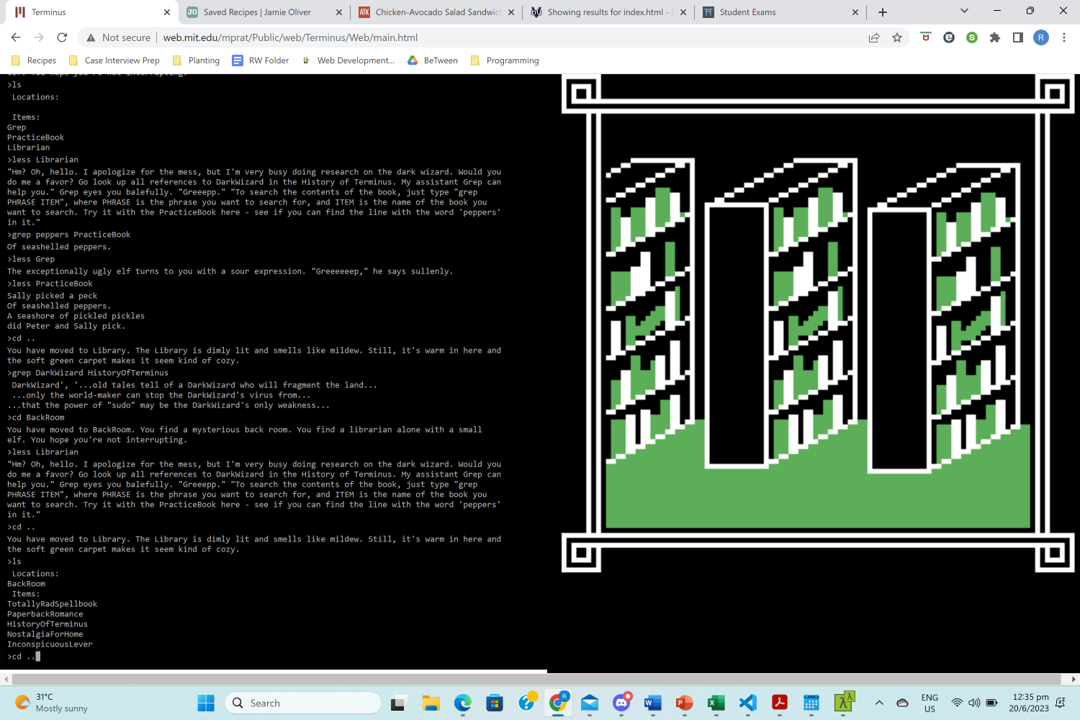 Terminus
Saved Recipes | Jamie Oliver
Chicken-Avocado Salad Sandwic
Showing results for index.html -
Student Exams
Not secure | web.mit.edu/mprat/Public/web/Terminus/Web/main.html
R
Recipes
Case Interview Prep
Planting
RW Folder
Web Development...
BeTween
Programming
>ls
Locations:
Items:
Grep
PracticeBook
Librarian
>less Librarian
"Hm? Oh, hello. I apologize for the mess, but I'm very busy doing research on the dark wizard. Would you
do me a favor? Go look up all references to DarkWizard in the History of Terminus. My assistant Grep can
help you." Grep eyes you balefully. "Greeepp." "To search the contents of the book, just type "grep
PHRASE ITEM", where PHRASE is the phrase you want to search for, and ITEM is the name of the book you
want to search. Try it with the PracticeBook here - see if you can find the line with the word 'peppers'
in it."
>grep peppers PracticeBook
Of seashelled peppers.
>less Grep
The exceptionally ugly elf turns to you with a sour expression. "Greeeeeep," he says sullenly.
>less PracticeBook
Sally picked a peck
Of seashelled peppers.
A seashore of pickled pickles
did Peter and Sally pick.
>cd ..
You have moved to Library. The Library is dimly lit and smells like mildew. Still, it's warm in here and
the soft green carpet makes it seem kind of cozy.
>grep DarkWizard HistoryOfTerminus
DarkWizard', '...old tales tell of a DarkWizard who will fragment the land...
...only the world-maker can stop the DarkWizard's virus from...
...that the power of "sudo" may be the DarkWizard's only weakness...
>cd BackRoom
You have moved to BackRoom. You find a mysterious back room. You find a librarian alone with a small
elf. You hope you're not interrupting.
>less Librarian
"Hm? Oh, hello. I apologize for the mess, but I'm very busy doing research on the dark wizard. Would you
do me a favor? Go look up all references to DarkWizard in the History of Terminus. My assistant Grep can
help you." Grep eyes you balefully. "Greeepp." "To search the contents of the book, just type "grep
PHRASE ITEM", where PHRASE is the phrase you want to search for, and ITEM is the name of the book you
want to search. Try it with the PracticeBook here - see if you can find the line with the word 'peppers'
in it."
>cd ..
You have moved to Library. The Library is dimly lit and smells like mildew. Still, it's warm in here and
the soft green carpet makes it seem kind of cozy.
>ls
Locations:
BackRoom
Items:
TotallyRadSpellbook
PaperbackRomance
HistoryOfTerminus
NostalgiaForHome
InconspicuousLever
>cd ..
31°C
Mostly sunny
Search
ENG
US
12:35 pm
20/6/2023